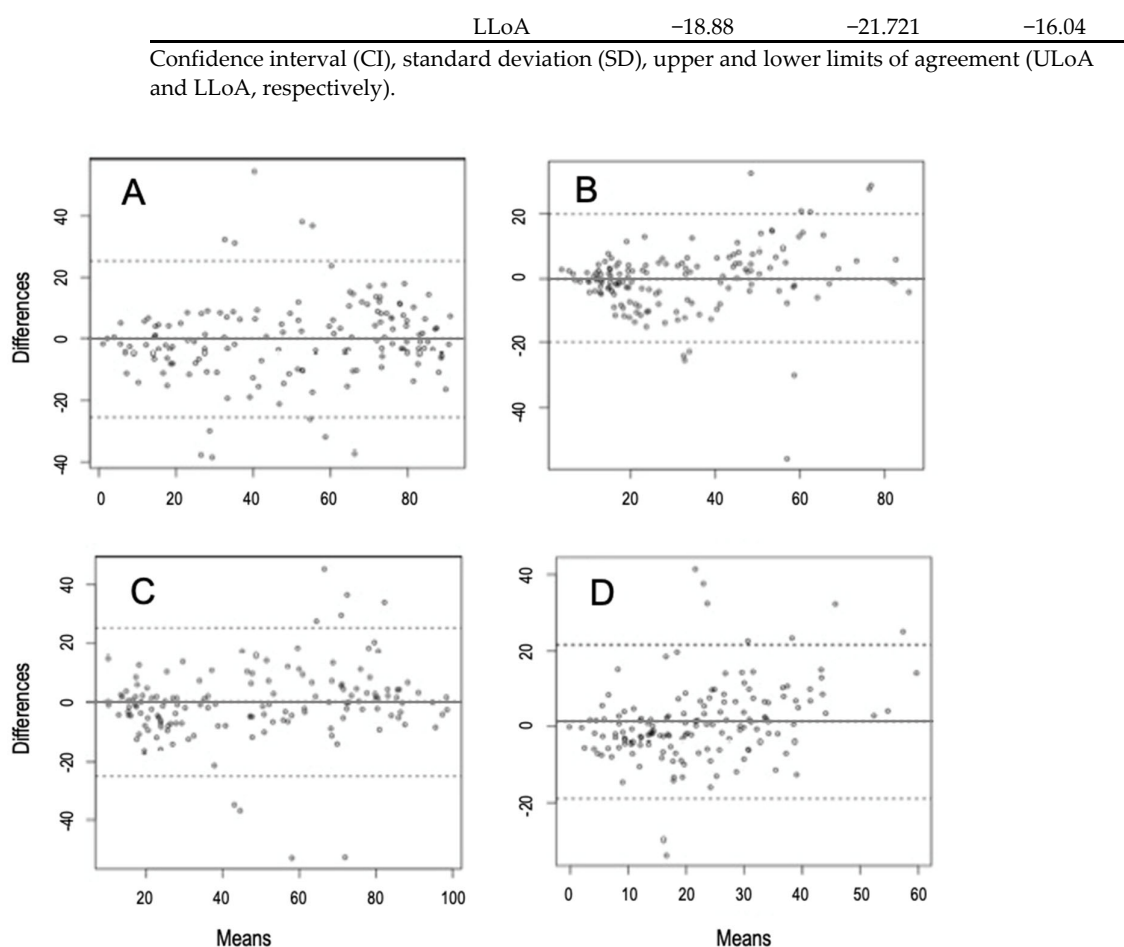 LLoA −18.88 −21.721 −16.04
Confidence interval (CI), standard deviation (SD), upper and lower limits of agreement (ULoA
and LLoA, respectively).
A
40
20
0
-20
-40
Differences
0 20 40 60 80
B
20
0
-20
-40
20 40 60 80
C
40
20
0
-20
-40
Differences
20 40 60 80 100
Means
D
40
20
0
-20
0 10 20 30 40 50 60
Means